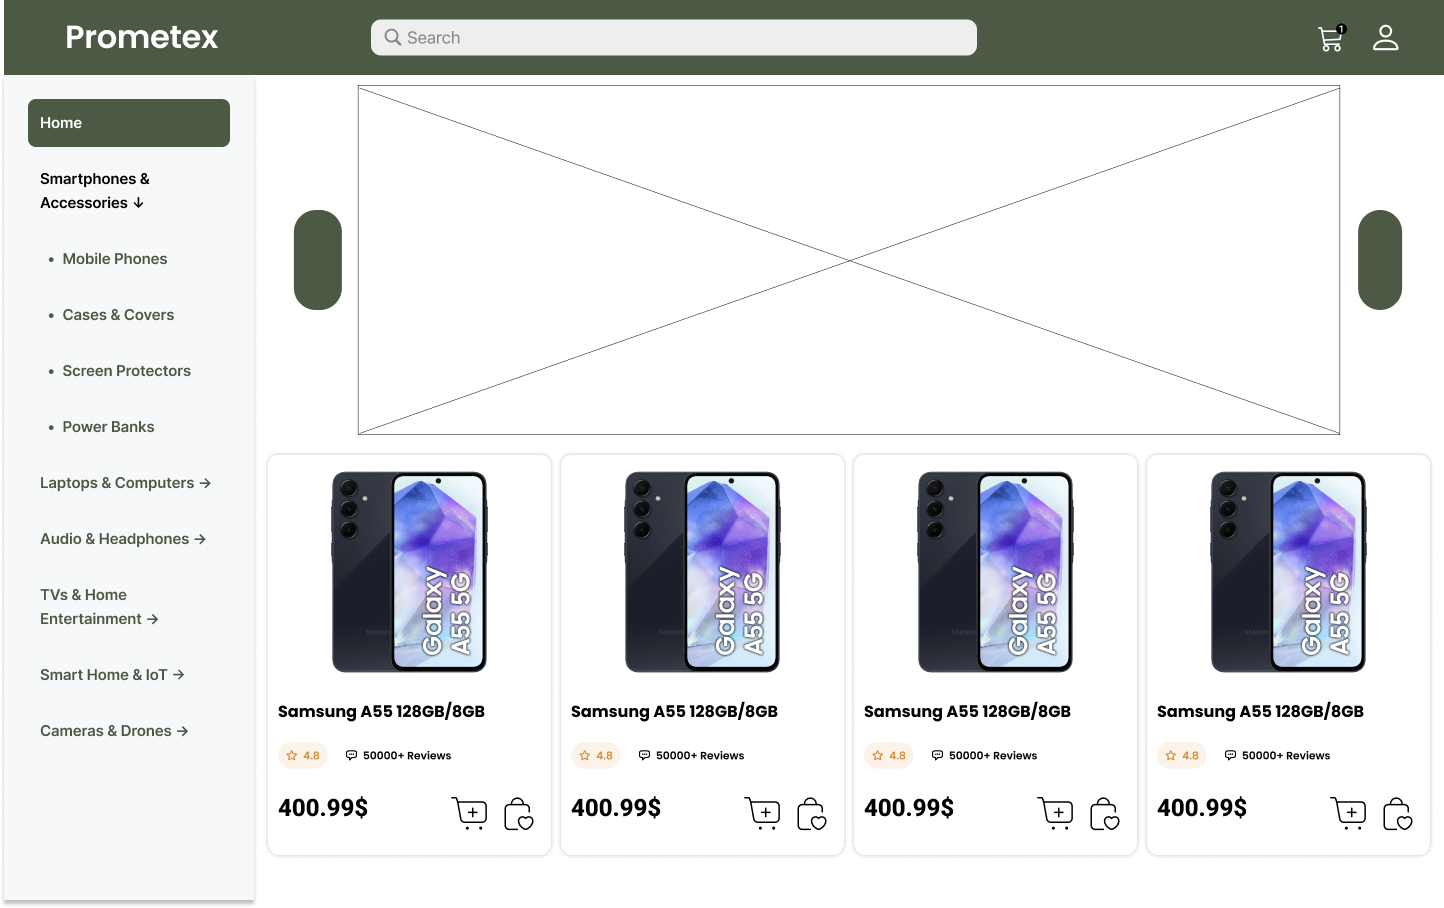 Prometex
Search
1
Home
Smartphones &
Accessories ↓
• Mobile Phones
• Cases & Covers
• Screen Protectors
• Power Banks
Laptops & Computers →
Audio & Headphones →
TVs & Home
Entertainment →
Smart Home & IoT →
Cameras & Drones →
SAMSUNG
Galaxy
A55 5G
Samsung A55 128GB/8GB
4.8 50000+ Reviews
400.99$
SAMSUNG
Galaxy
A55 5G
Samsung A55 128GB/8GB
4.8 50000+ Reviews
400.99$
SAMSUNG
Galaxy
A55 5G
Samsung A55 128GB/8GB
4.8 50000+ Reviews
400.99$
SAMSUNG
Galaxy
A55 5G
Samsung A55 128GB/8GB
4.8 50000+ Reviews
400.99$